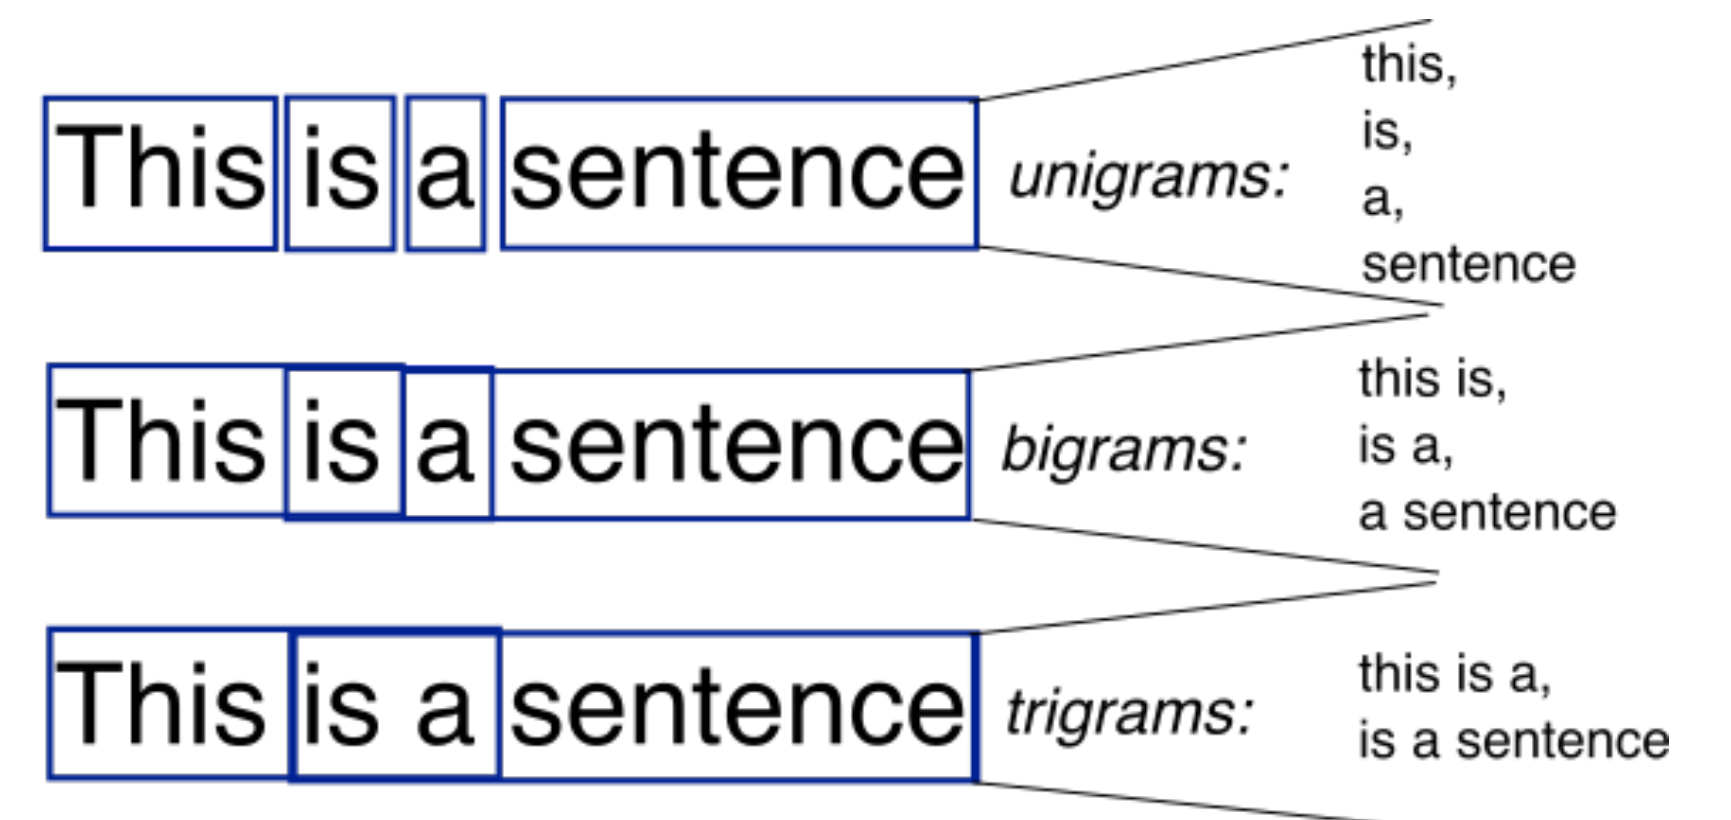 This is a sentence
unigrams:
this,
is,
a,
sentence
This is a sentence
bigrams:
this is,
is a,
a sentence
This is a sentence
trigrams:
this is a,
is a sentence